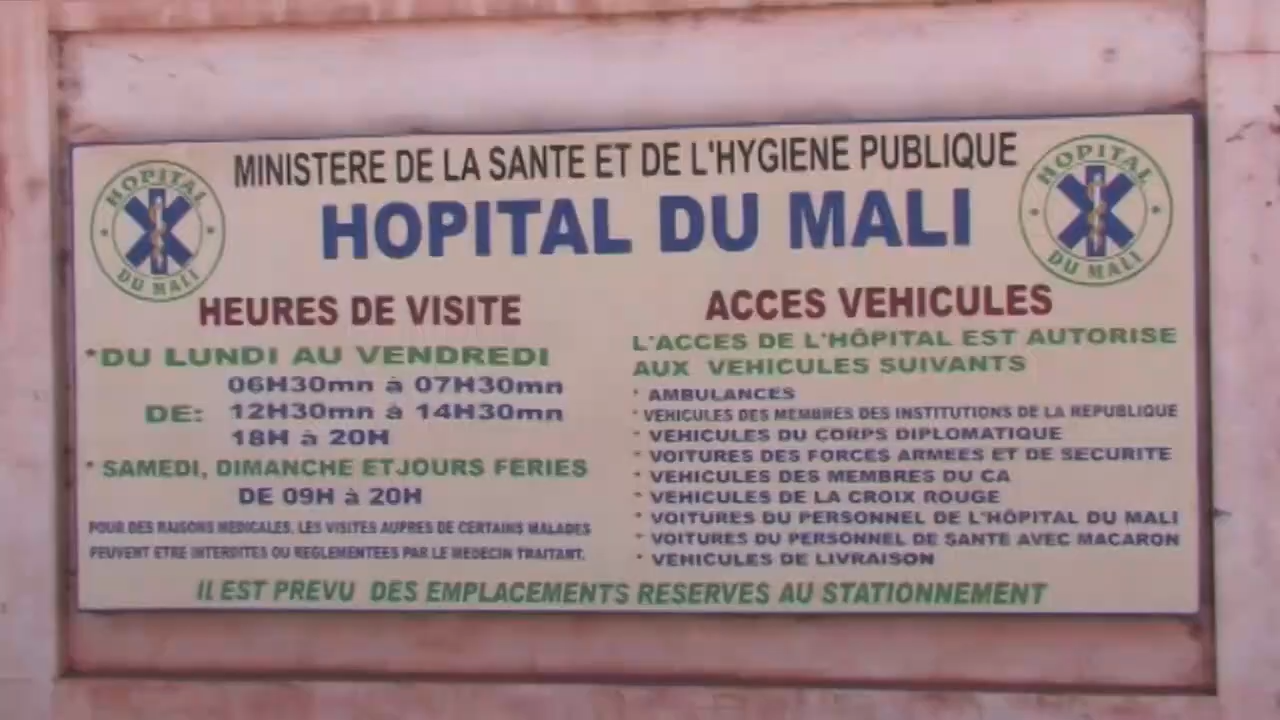 MINISTERE DE LA SANTE ET DE L'HYGIENE PUBLIQUE
HOPITAL DU MALI
HOPITAL DU MALI
HOPITAL DU MALI
HEURES DE VISITE
*DU LUNDI AU VENDREDI
06H30mn à 07H30mn
DE: 12H30mn à 14H30mn
18H à 20H
* SAMEDI, DIMANCHE ET JOURS FERIES
DE 09H à 20H
POUR DES RAISONS MEDICALES, LES VISITES AUPRES DE CERTAINS MALADES
PEUVENT ETRE INTERDITES OU REGLEMENTEES PAR LE MEDECIN TRAITANT.
ACCES VEHICULES
L'ACCES DE L'HÔPITAL EST AUTORISE
AUX VEHICULES SUIVANTS
* AMBULANCES
* VEHICULES DES MEMBRES DES INSTITUTIONS DE LA REPUBLIQUE
* VEHICULES DU CORPS DIPLOMATIQUE
* VOITURES DES FORCES ARMEES ET DE SECURITE
* VEHICULES DES MEMBRES DU CA
* VEHICULES DE LA CROIX ROUGE
* VOITURES DU PERSONNEL DE L'HÔPITAL DU MALI
* VOITURES DU PERSONNEL DE SANTE AVEC MACARON
* VEHICULES DE LIVRAISON
IL EST PREVU DES EMPLACEMENTS RESERVES AU STATIONNEMENT